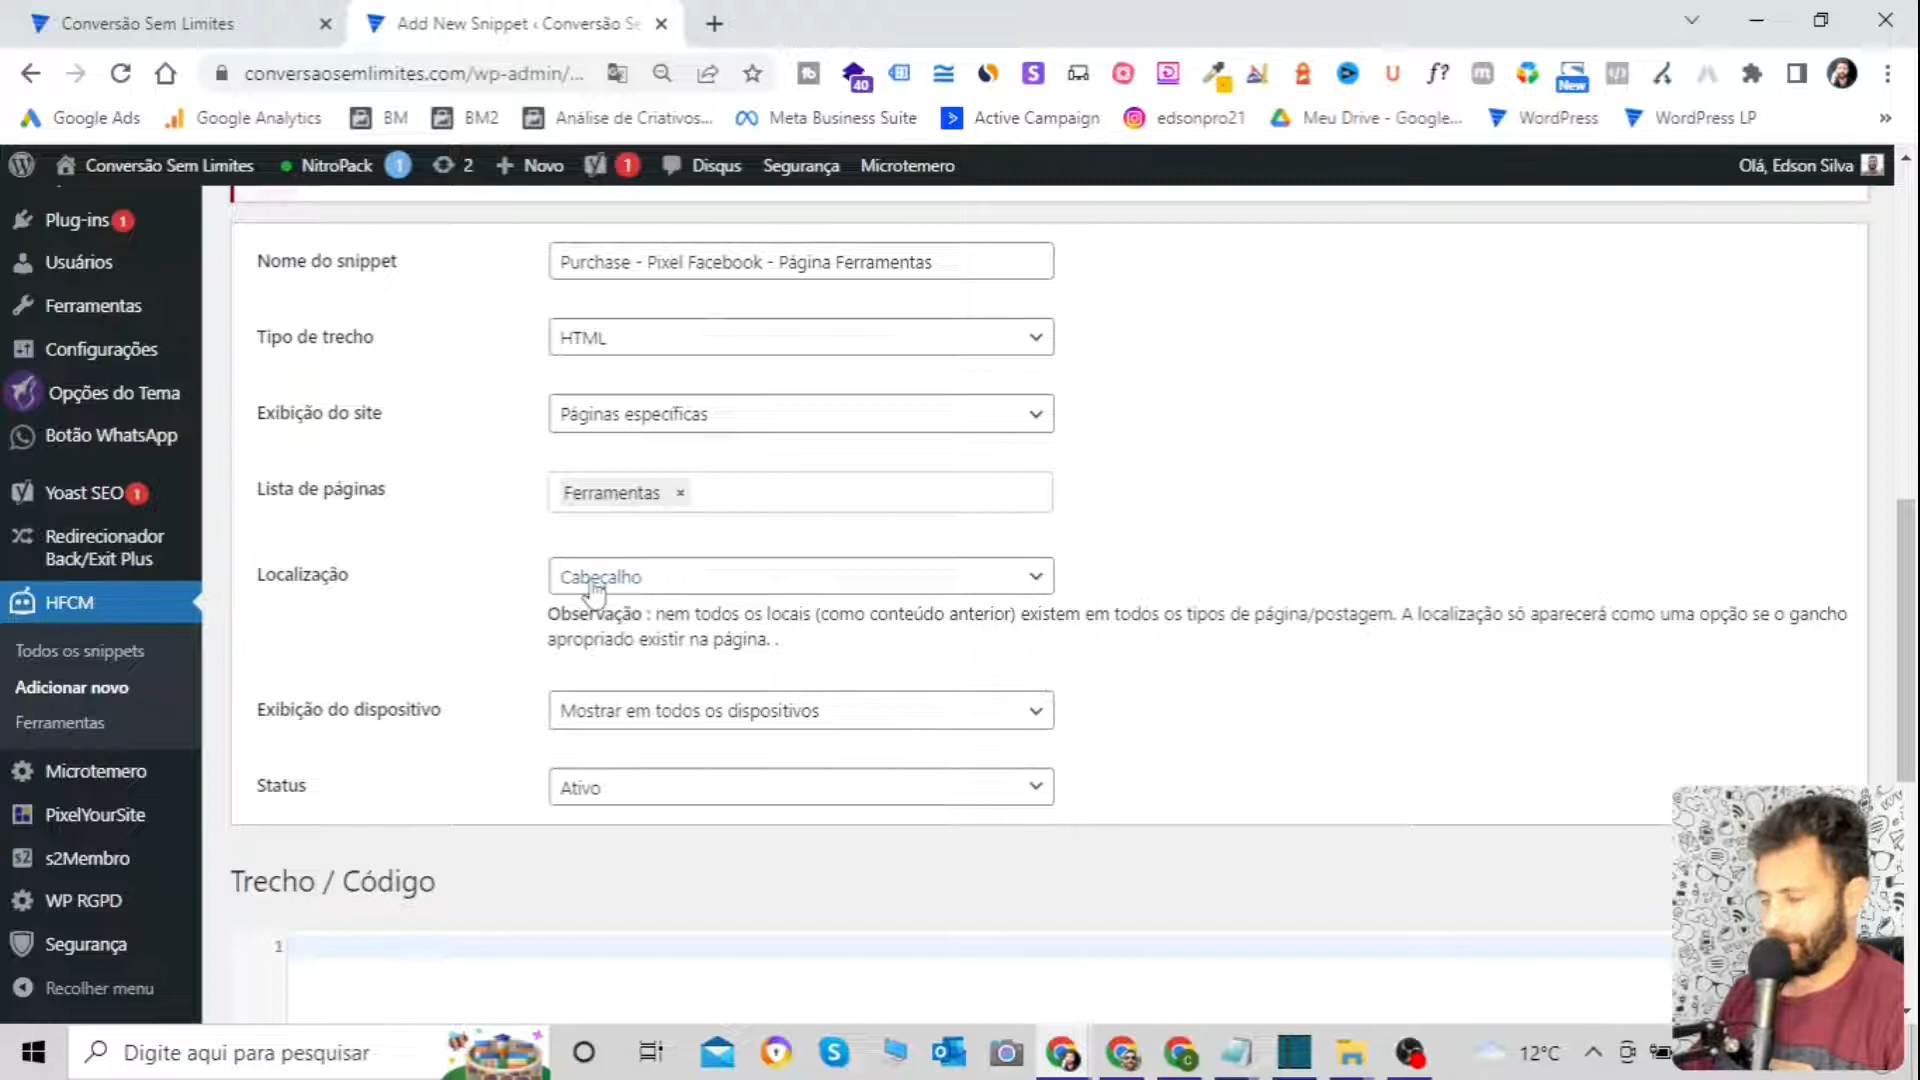 Conversão Sem Limites
Add New Snippet ‹ Conversão Se
conversaosemlimites.com/wp-admin/...
40
New
Google Ads
Google Analytics
BM
BM2
Análise de Criativos...
Meta Business Suite
Active Campaign
edsonpro21
Meu Drive - Google...
WordPress
WordPress LP
»
Conversão Sem Limites
NitroPack 1
2
Novo
1
Disqus
Segurança
Microtemero
Olá, Edson Silva
Plug-ins 1
Usuários
Ferramentas
Configurações
Opções do Tema
Botão WhatsApp
Yoast SEO 1
Redirecionador
Back/Exit Plus
HFCM
Todos os snippets
Adicionar novo
Ferramentas
Microtemero
PixelYourSite
s2Membro
WP RGPD
Segurança
Recolher menu
Nome do snippet
Purchase - Pixel Facebook - Página Ferramentas
Tipo de trecho
HTML
Exibição do site
Páginas específicas
Lista de páginas
Ferramentas ×
Localização
Cabeçalho
Observação : nem todos os locais (como conteúdo anterior) existem em todos os tipos de página/postagem. A localização só aparecerá como uma opção se o gancho
apropriado existir na página. .
Exibição do dispositivo
Mostrar em todos os dispositivos
Status
Ativo
Trecho / Código
1
Digite aqui para pesquisar
12°C